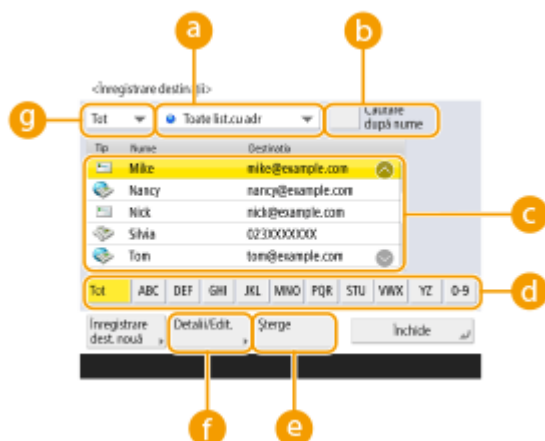 a
b
<Înregistrare destinații>
g
Tot
Toate list.cu adr
Căutare
după nume
Tip Nume Destinatia
Mike mike@example.com
Nancy nancy@example.com
Nick nick@example.com
c
Silvia 023XXXXXXX
Tom tom@example.com
Tot ABC DEF GHI JKL MNO PQR STU VWX YZ 0-9
d
Înregistrare
dest. nouă
Detalii/Edit.
Șterge
Închide
f
e